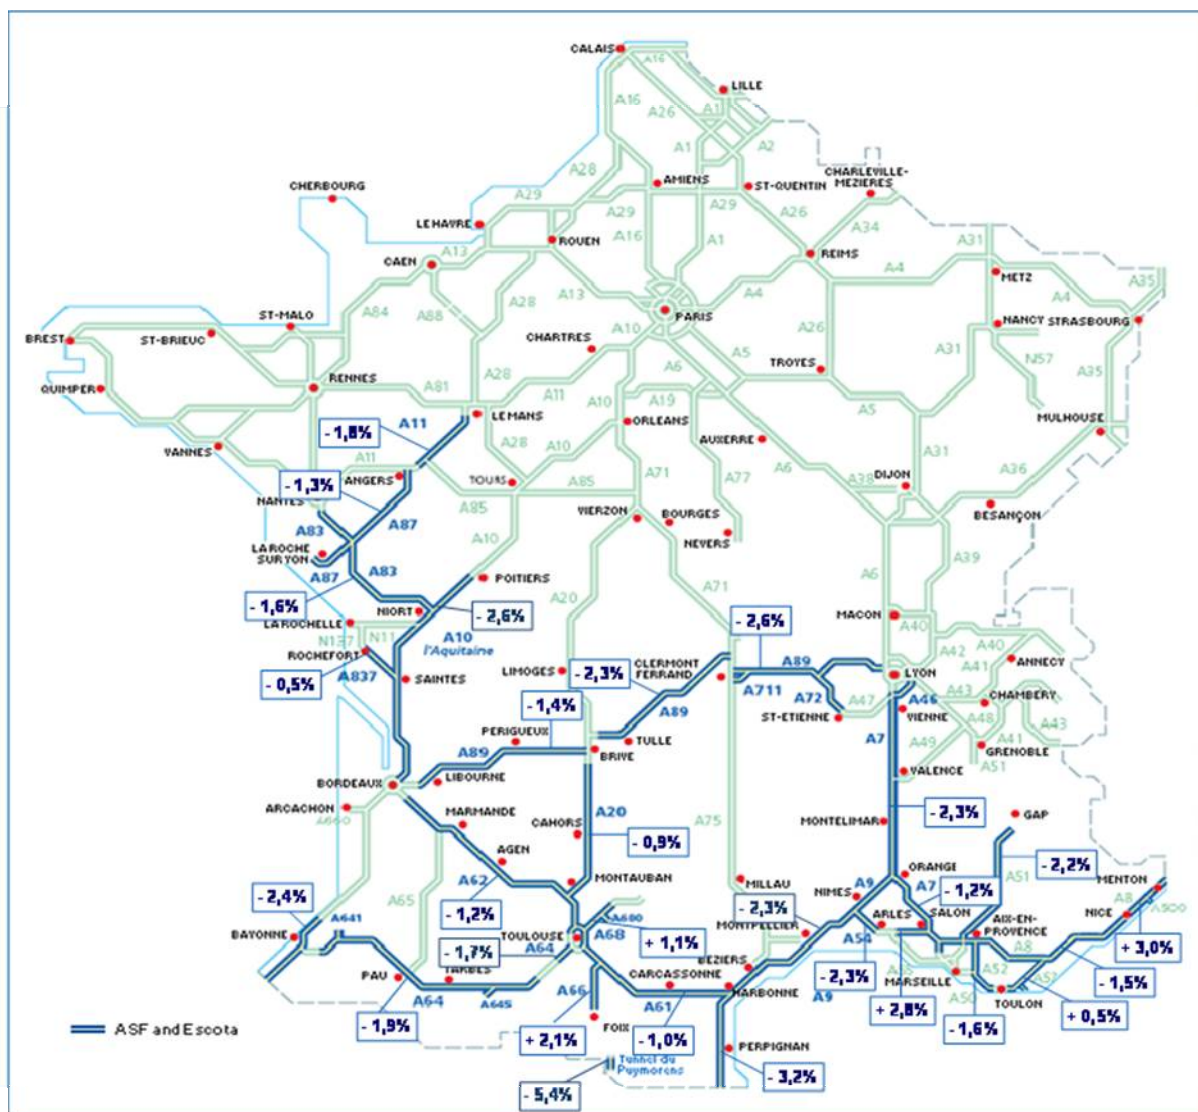 CALAIS
A16
LILLE
A16
A26
A1
A1
A2
A28
AMIENS
ST-QUENTIN
CHARLEVILLE-
MEZIERES
CHERBOURG
A29
A29
A29
A26
A34
LE HAVRE
ROUEN
A16
A1
REIMS
A31
A13
CAEN
METZ
A4
A35
A84
A88
A28
A13
A4
A4
ST-MALO
PARIS
BREST
ST-BRIEUC
CHARTRES
A10
A26
NANCY
STRASBOURG
A6
A5
TROYES
A31
N57
QUIMPER
RENNES
A81
A28
A11
A10
A19
A5
A35
LE MANS
MULHOUSE
A11
ORLEANS
- 1,8%
AUXERRE
VANNES
A11
A28
A10
A6
A31
A36
ANGERS
TOURS
A71
A77
A38
DIJON
- 1,3%
A85
NANTES
A85
VIERZON
BOURGES
BESANÇON
A83
A87
NEVERS
A10
A39
LA ROCHE
SUR YON
A6
A87
A83
POITIERS
A71
A20
- 1,6%
NIORT
- 2,6%
MACON
- 2,6%
LA ROCHELLE
A40
N137
N11
A10
l'Aquitaine
A40
A42
ROCHEFORT
CLERMONT
FERRAND
A89
A41
ANNECY
LIMOGES
- 2,3%
LYON
- 0,5%
A837
SAINTES
A711
A72
A46
A43
A47
CHAMBERY
- 1,4%
A89
ST-ETIENNE
VIENNE
A48
A43
PERIGUEUX
TULLE
A7
A41
A89
BRIVE
A49
GRENOBLE
A51
BORDEAUX
LIBOURNE
VALENCE
ARCACHON
A660
MARMANDE
A20
A75
CAHORS
MONTELIMAR
- 2,3%
GAP
- 0,9%
AGEN
- 2,2%
MONTAUBAN
MILLAU
ORANGE
A51
A62
A9
A7
- 1,2%
MENTON
- 2,4%
A65
NIMES
A8
A500
- 1,2%
- 2,3%
ARLES
SALON
AIX-EN-
PROVENCE
NICE
A641
A680
MONTPELLIER
BAYONNE
TOULOUSE
A68
+ 1,1%
A54
A8
+ 3,0%
- 1,7%
A64
BEZIERS
- 2,3%
A52
PAU
TARBES
CARCASSONNE
MARSEILLE
- 1,5%
A64
A645
A66
A61
NARBONNE
A9
A50
TOULON
+ 2,8%
- 1,9%
FOIX
- 1,6%
+ 0,5%
ASF and Escota
+ 2,1%
- 1,0%
PERPIGNAN
Tunnel du
Puymorens
- 3,2%
- 5,4%